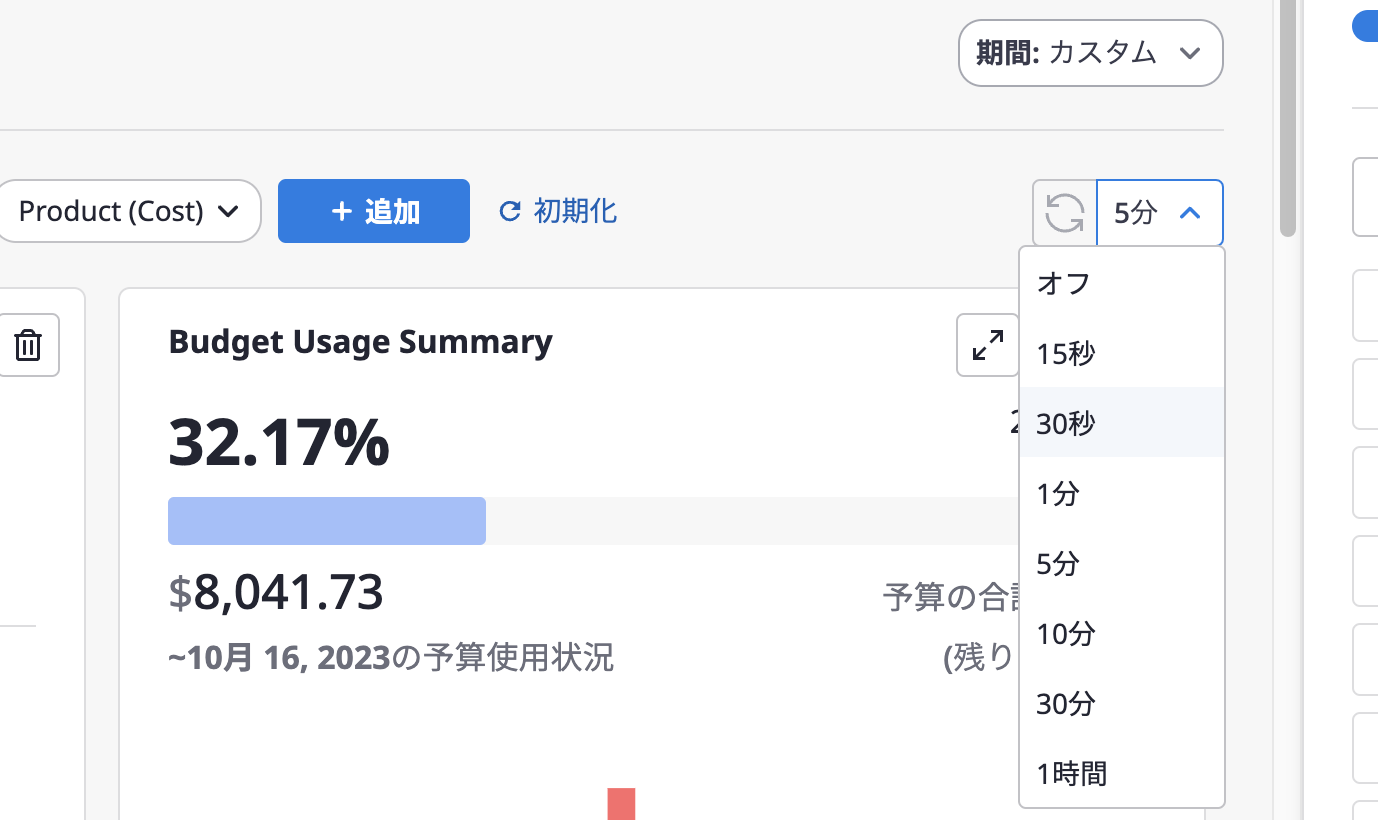 期間: カスタム
Product (Cost)
+ 追加
初期化
5分
オフ
15秒
30秒
1分
5分
10分
30分
1時間
Budget Usage Summary
32.17%
$8,041.73
予算の合
~10月 16, 2023の予算使用状況
(残り